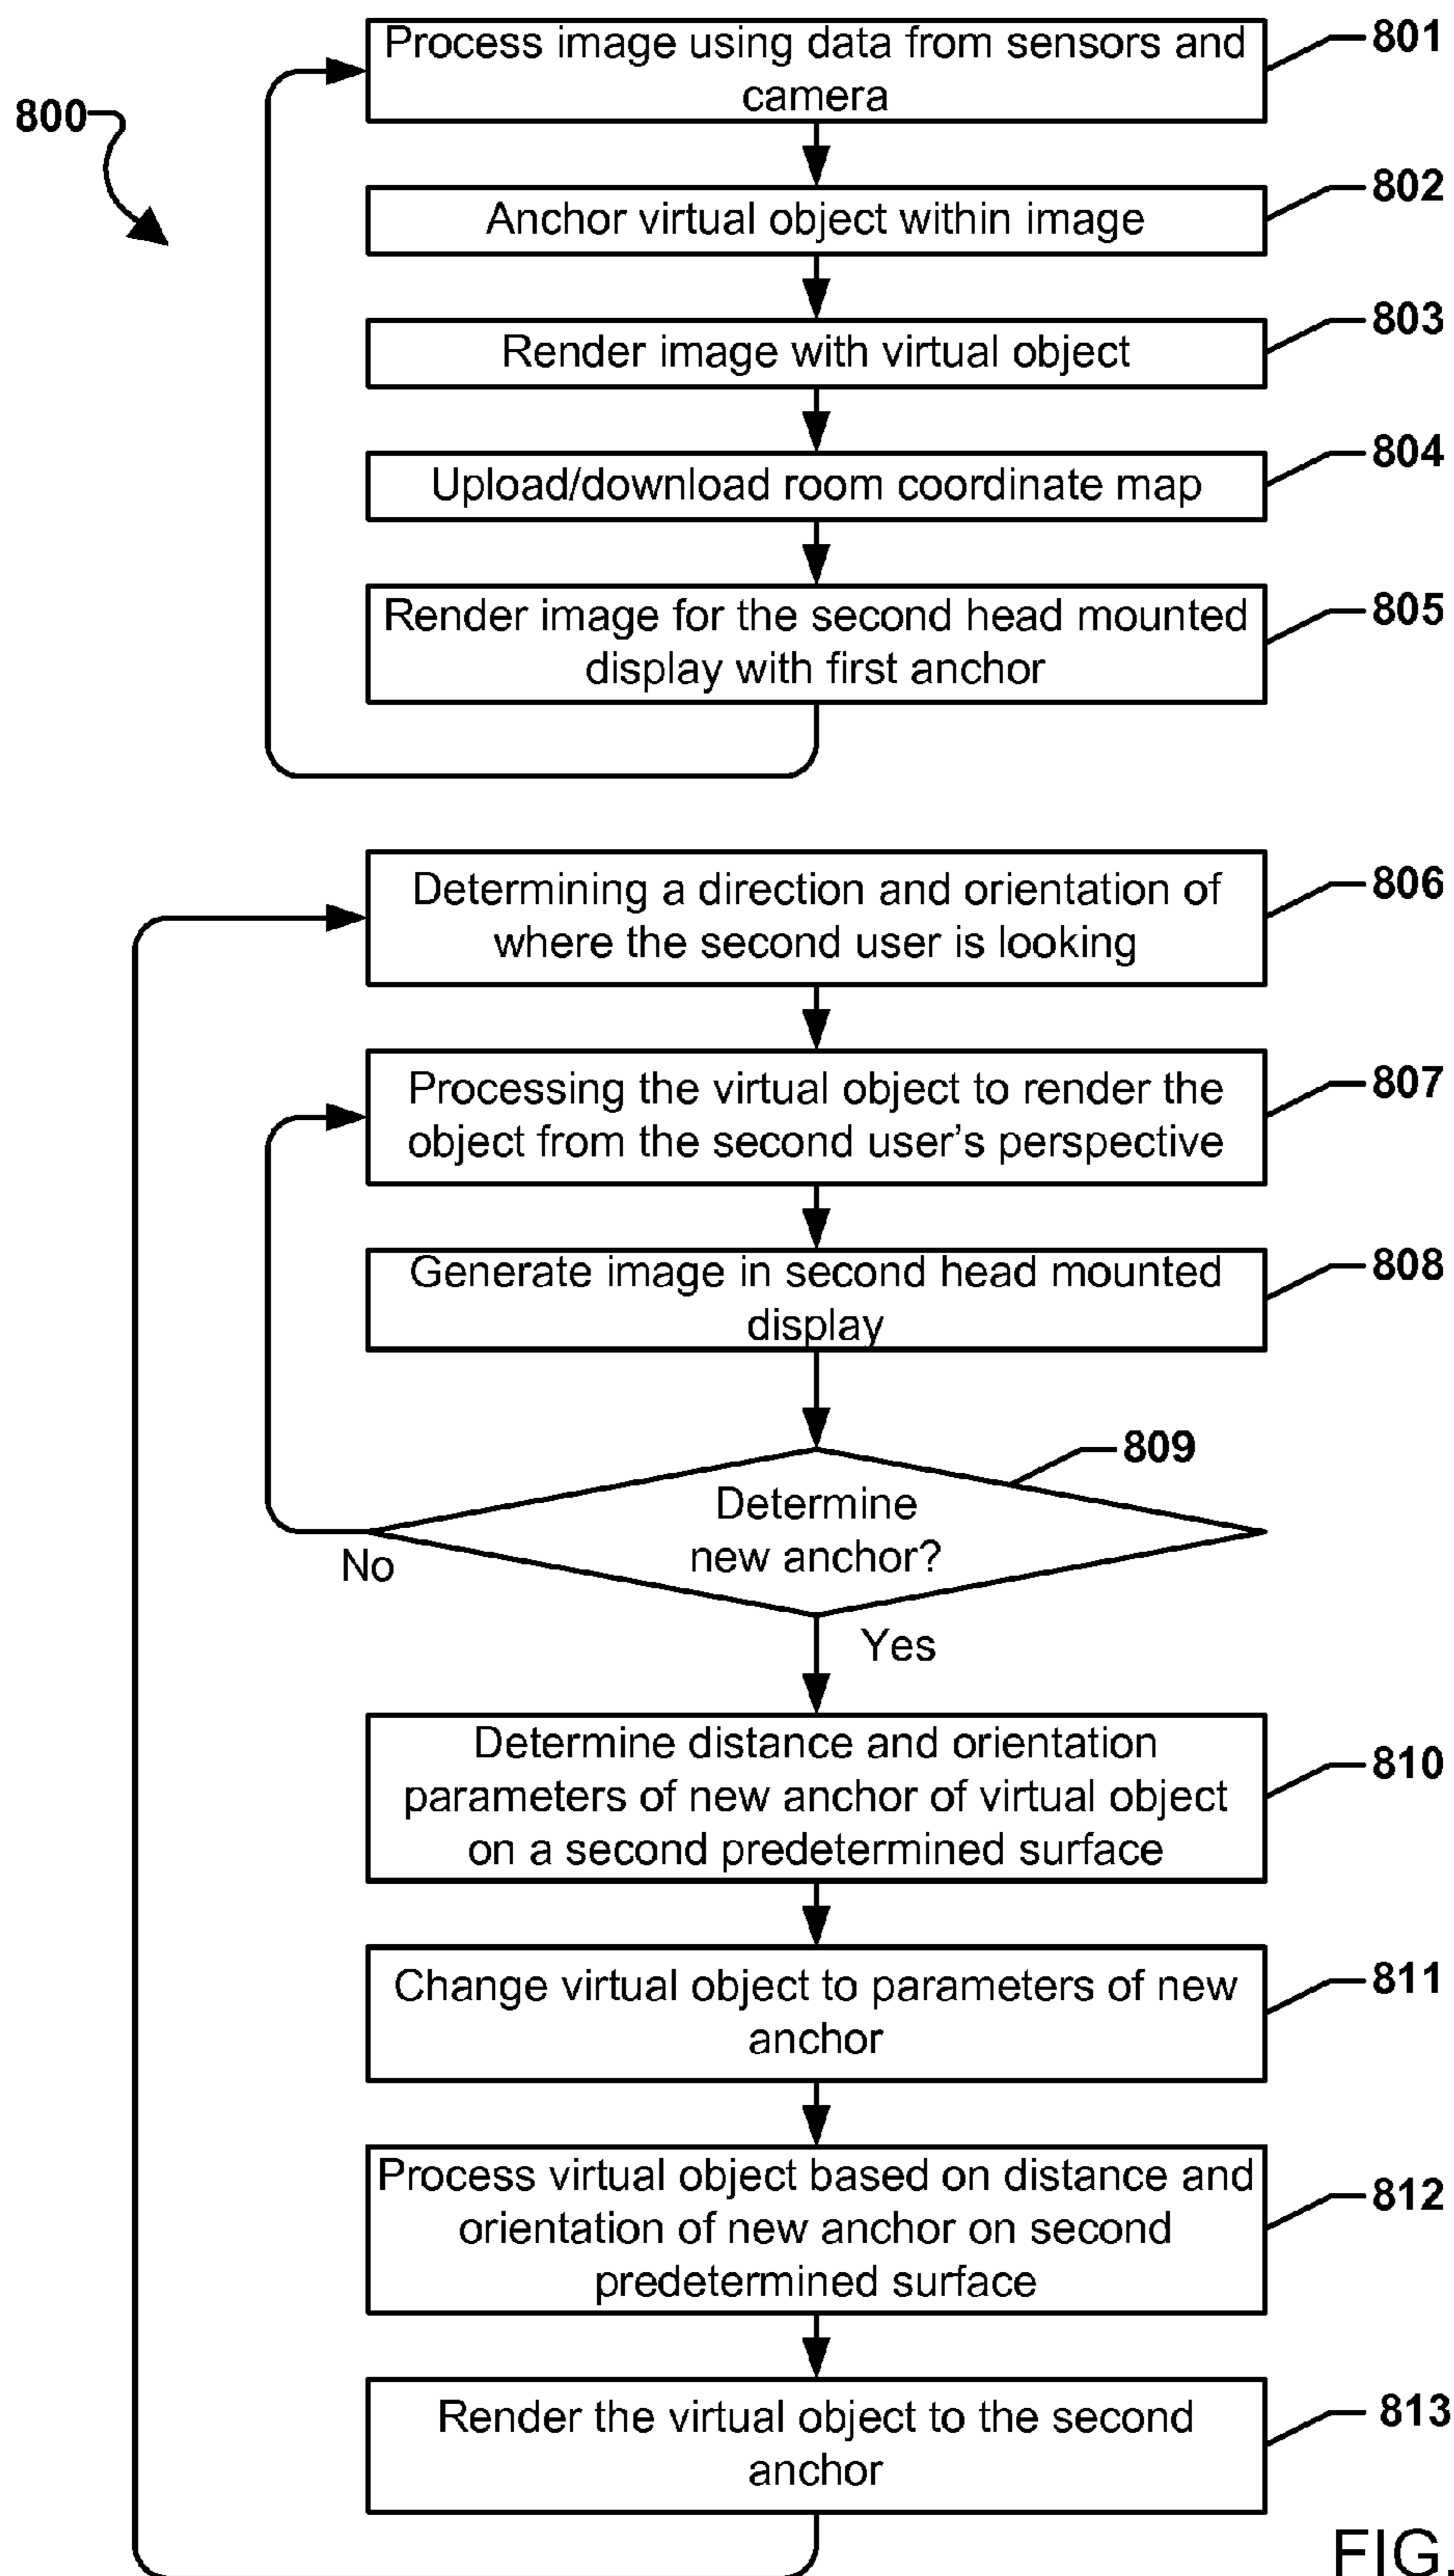 800
Process image using data from sensors and
camera
801
Anchor virtual object within image
802
Render image with virtual object
803
Upload/download room coordinate map
804
Render image for the second head mounted
display with first anchor
805
Determining a direction and orientation of
where the second user is looking
806
Processing the virtual object to render the
object from the second user's perspective
807
Generate image in second head mounted
display
808
Determine
new anchor?
809
No
Yes
Determine distance and orientation
parameters of new anchor of virtual object
on a second predetermined surface
810
Change virtual object to parameters of new
anchor
811
Process virtual object based on distance and
orientation of new anchor on second
predetermined surface
812
Render the virtual object to the second
anchor
813
FIG.